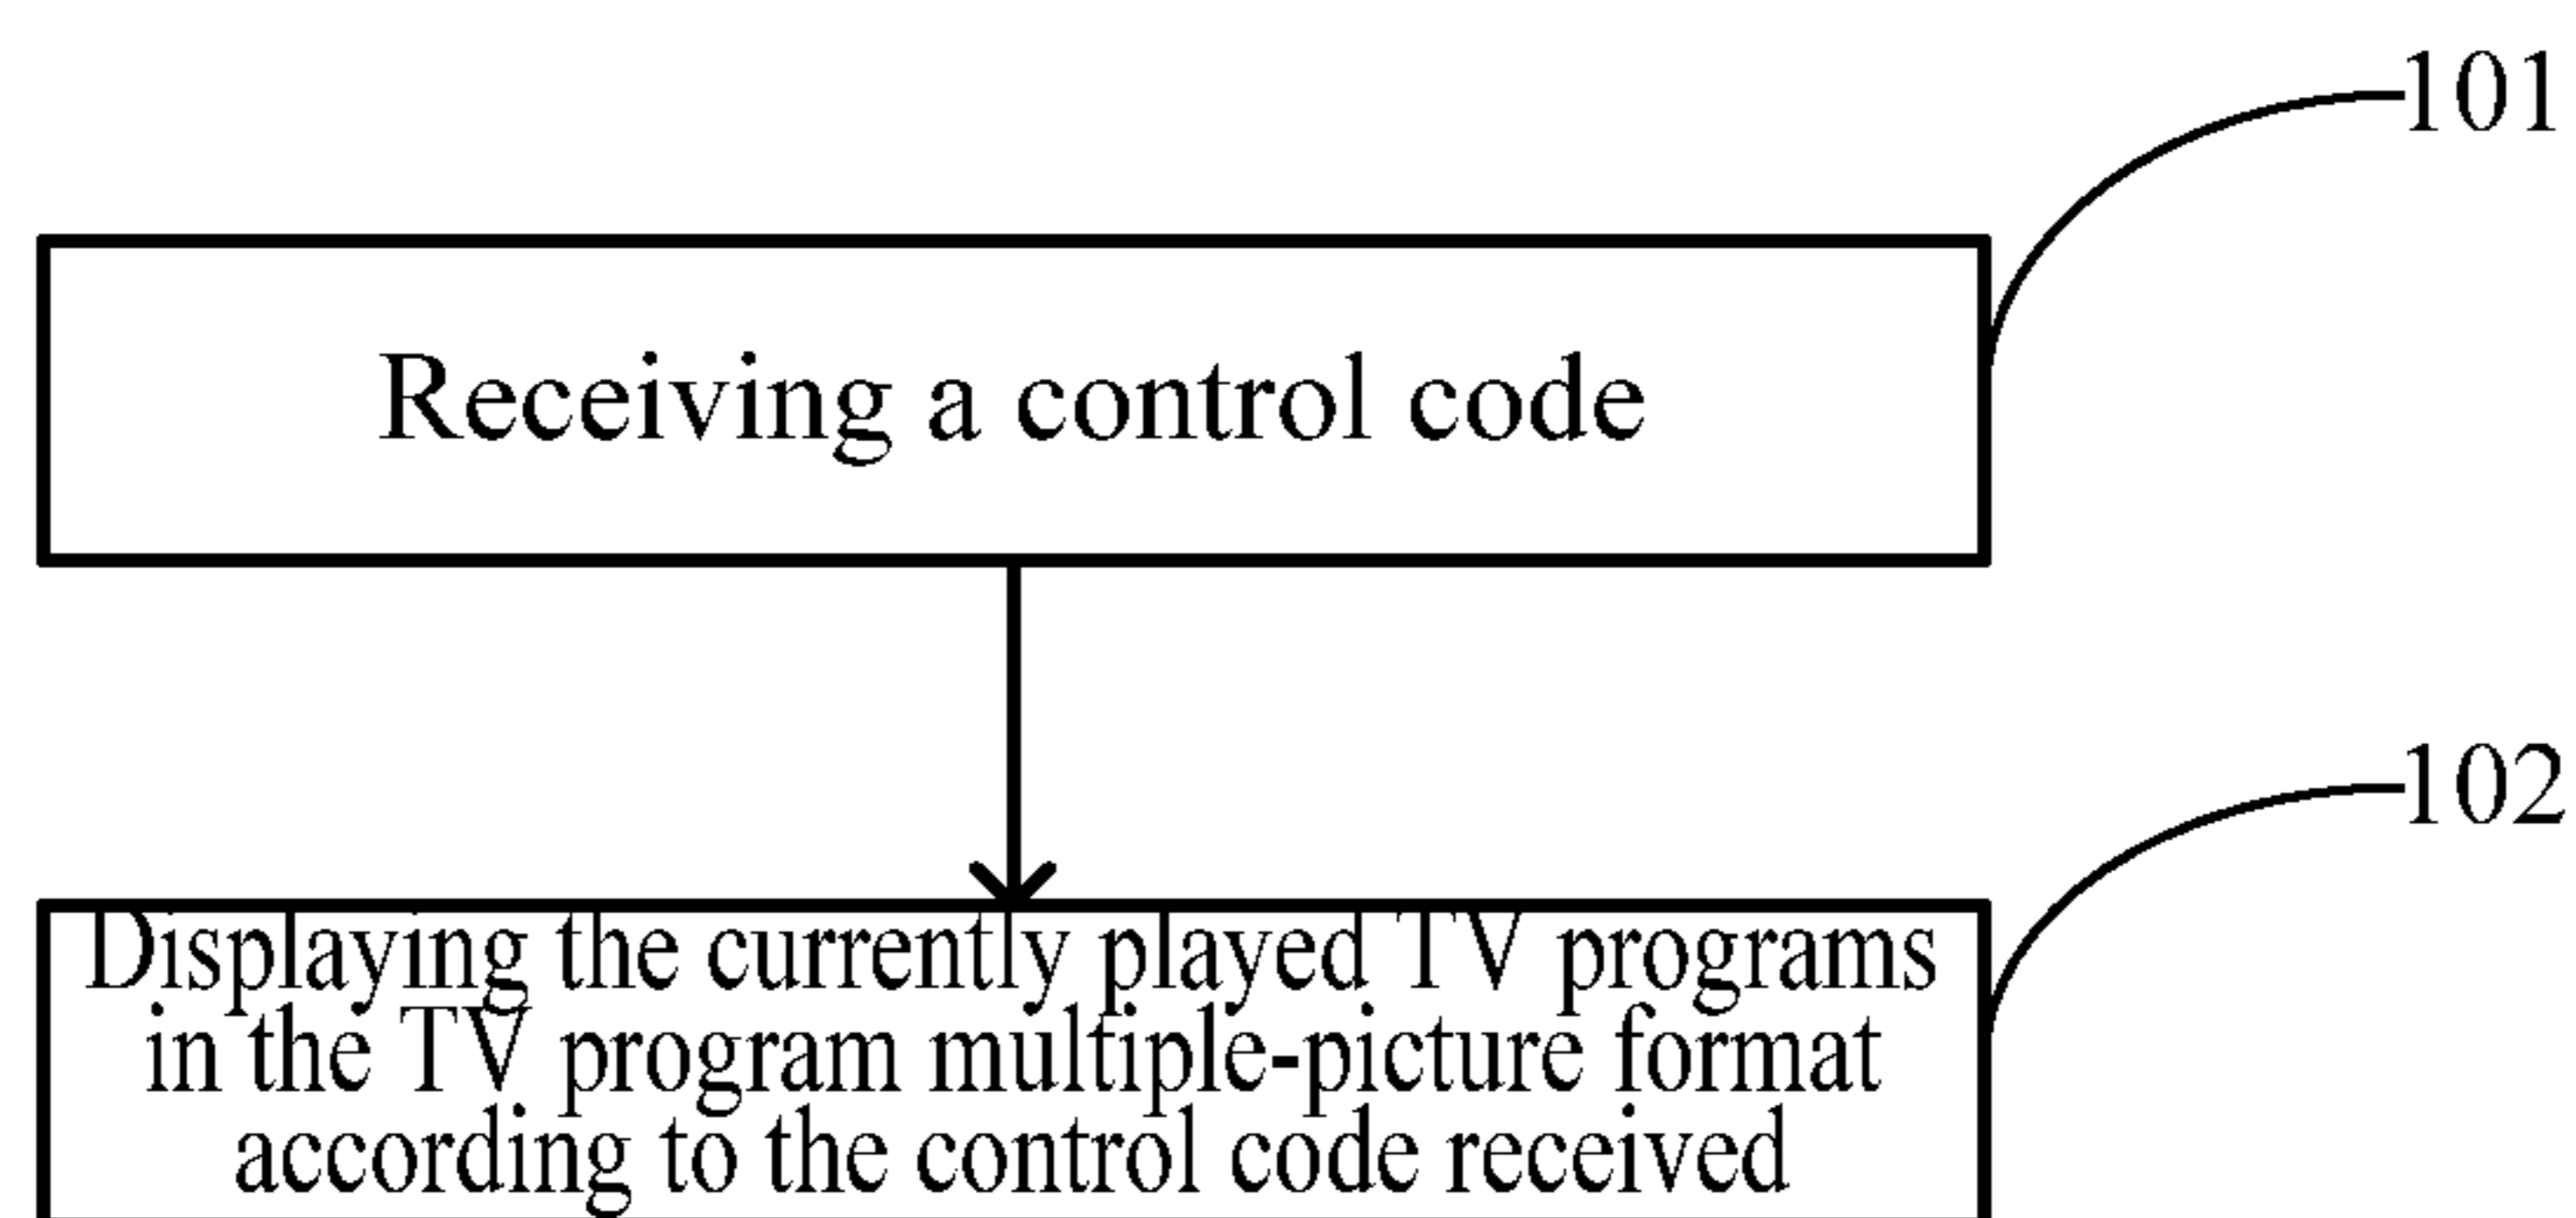 101
Receiving a control code
102
Displaying the currently played TV programs
in the TV program multiple-picture format
according to the control code received